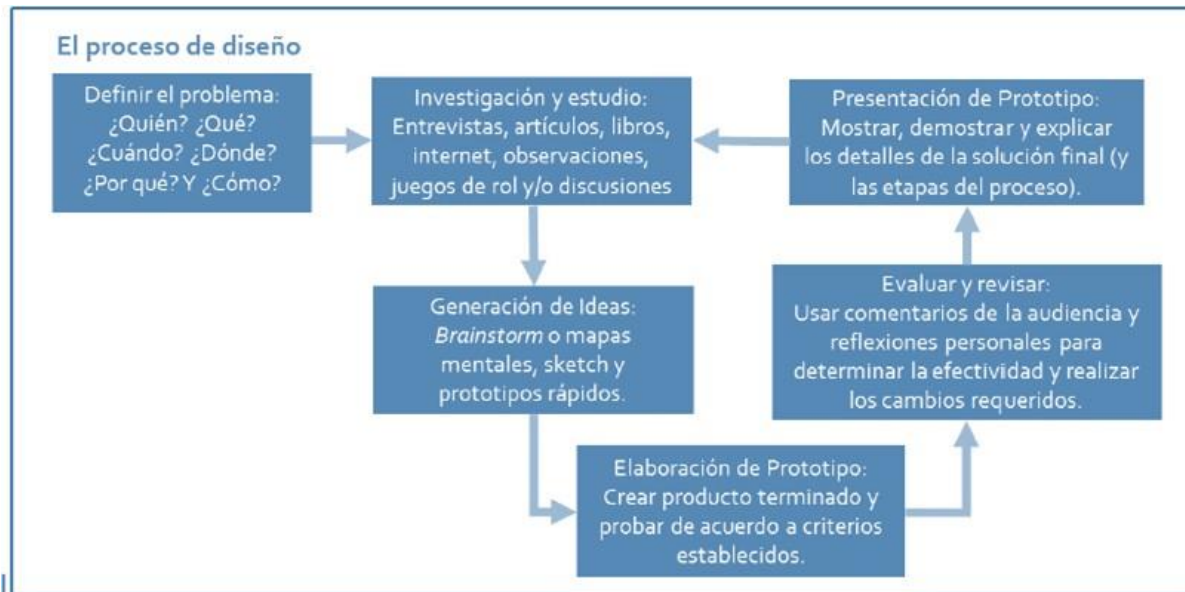 El proceso de diseño
Definir el problema:
¿Quién? ¿Qué?
¿Cuándo? ¿Dónde?
¿Por qué? Y ¿Cómo?
Investigación y estudio:
Entrevistas, artículos, libros,
internet, observaciones,
juegos de rol y/o discusiones
Generación de Ideas:
Brainstorm o mapas
mentales, sketch y
prototipos rápidos.
Elaboración de Prototipo:
Crear producto terminado y
probar de acuerdo a criterios
establecidos.
Evaluar y revisar:
Usar comentarios de la audiencia y
reflexiones personales para
determinar la efectividad y realizar
los cambios requeridos.
Presentación de Prototipo:
Mostrar, demostrar y explicar
los detalles de la solución final (y
las etapas del proceso).